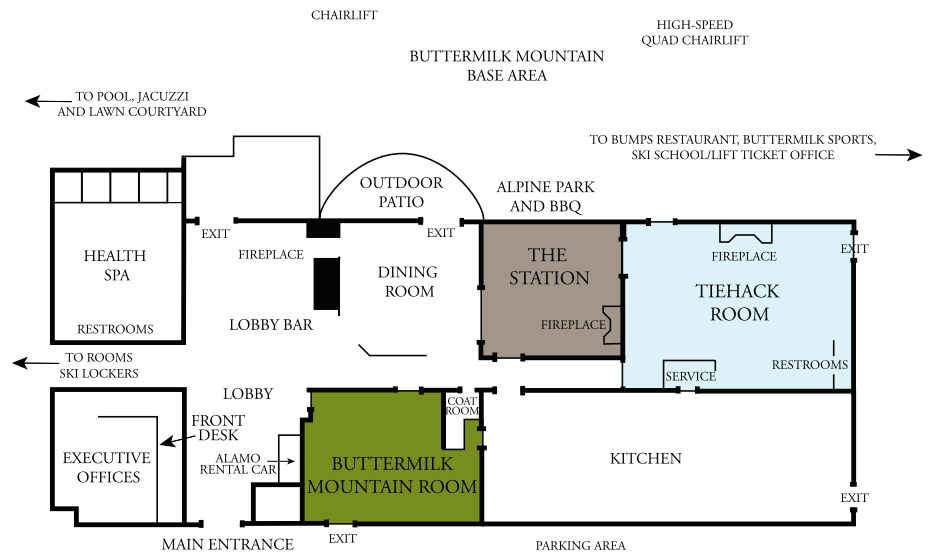 CHAIRLIFT
HIGH-SPEED
QUAD CHAIRLIFT
BUTTERMILK MOUNTAIN
BASE AREA
TO POOL, JACUZZI
AND LAWN COURTYARD
TO BUMPS RESTAURANT, BUTTERMILK SPORTS,
SKI SCHOOL/LIFT TICKET OFFICE
OUTDOOR
PATIO
ALPINE PARK
AND BBQ
EXIT
EXIT
EXIT
HEALTH
SPA
FIREPLACE
DINING
ROOM
THE
STATION
FIREPLACE
TIEHACK
ROOM
RESTROOMS
LOBBY BAR
FIREPLACE
TO ROOMS
SKI LOCKERS
SERVICE
RESTROOMS
LOBBY
COAT
ROOM
FRONT
DESK
EXECUTIVE
OFFICES
ALAMO
RENTAL CAR
BUTTERMILK
MOUNTAIN ROOM
KITCHEN
EXIT
MAIN ENTRANCE
EXIT
PARKING AREA